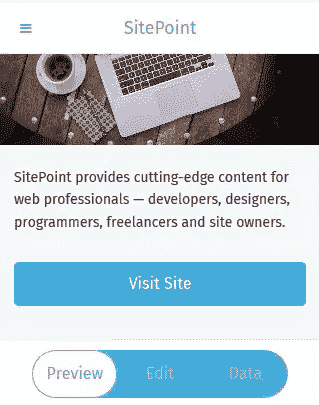 SitePoint
SitePoint provides cutting-edge content for
web professionals — developers, designers,
programmers, freelancers and site owners.
Visit Site
Preview Edit Data